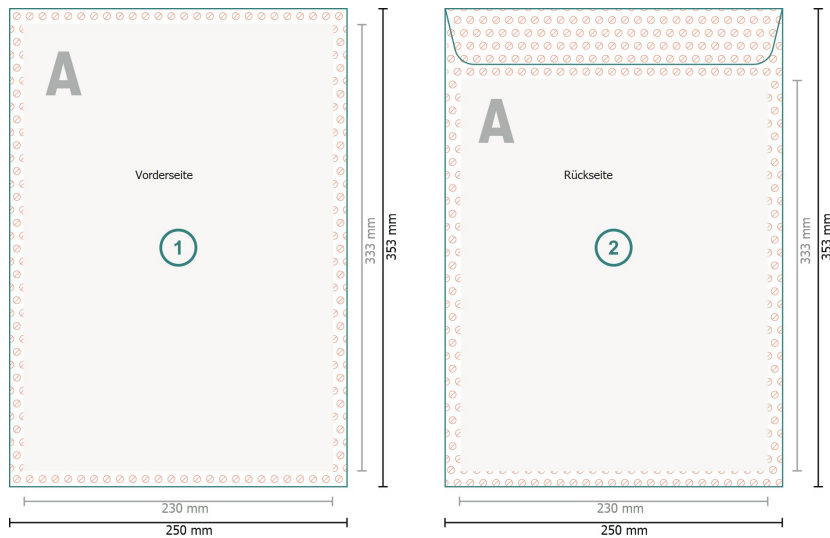 A
Vorderseite
1
333 mm
353 mm
230 mm
250 mm
A
Rückseite
2
333 mm
353 mm
230 mm
250 mm